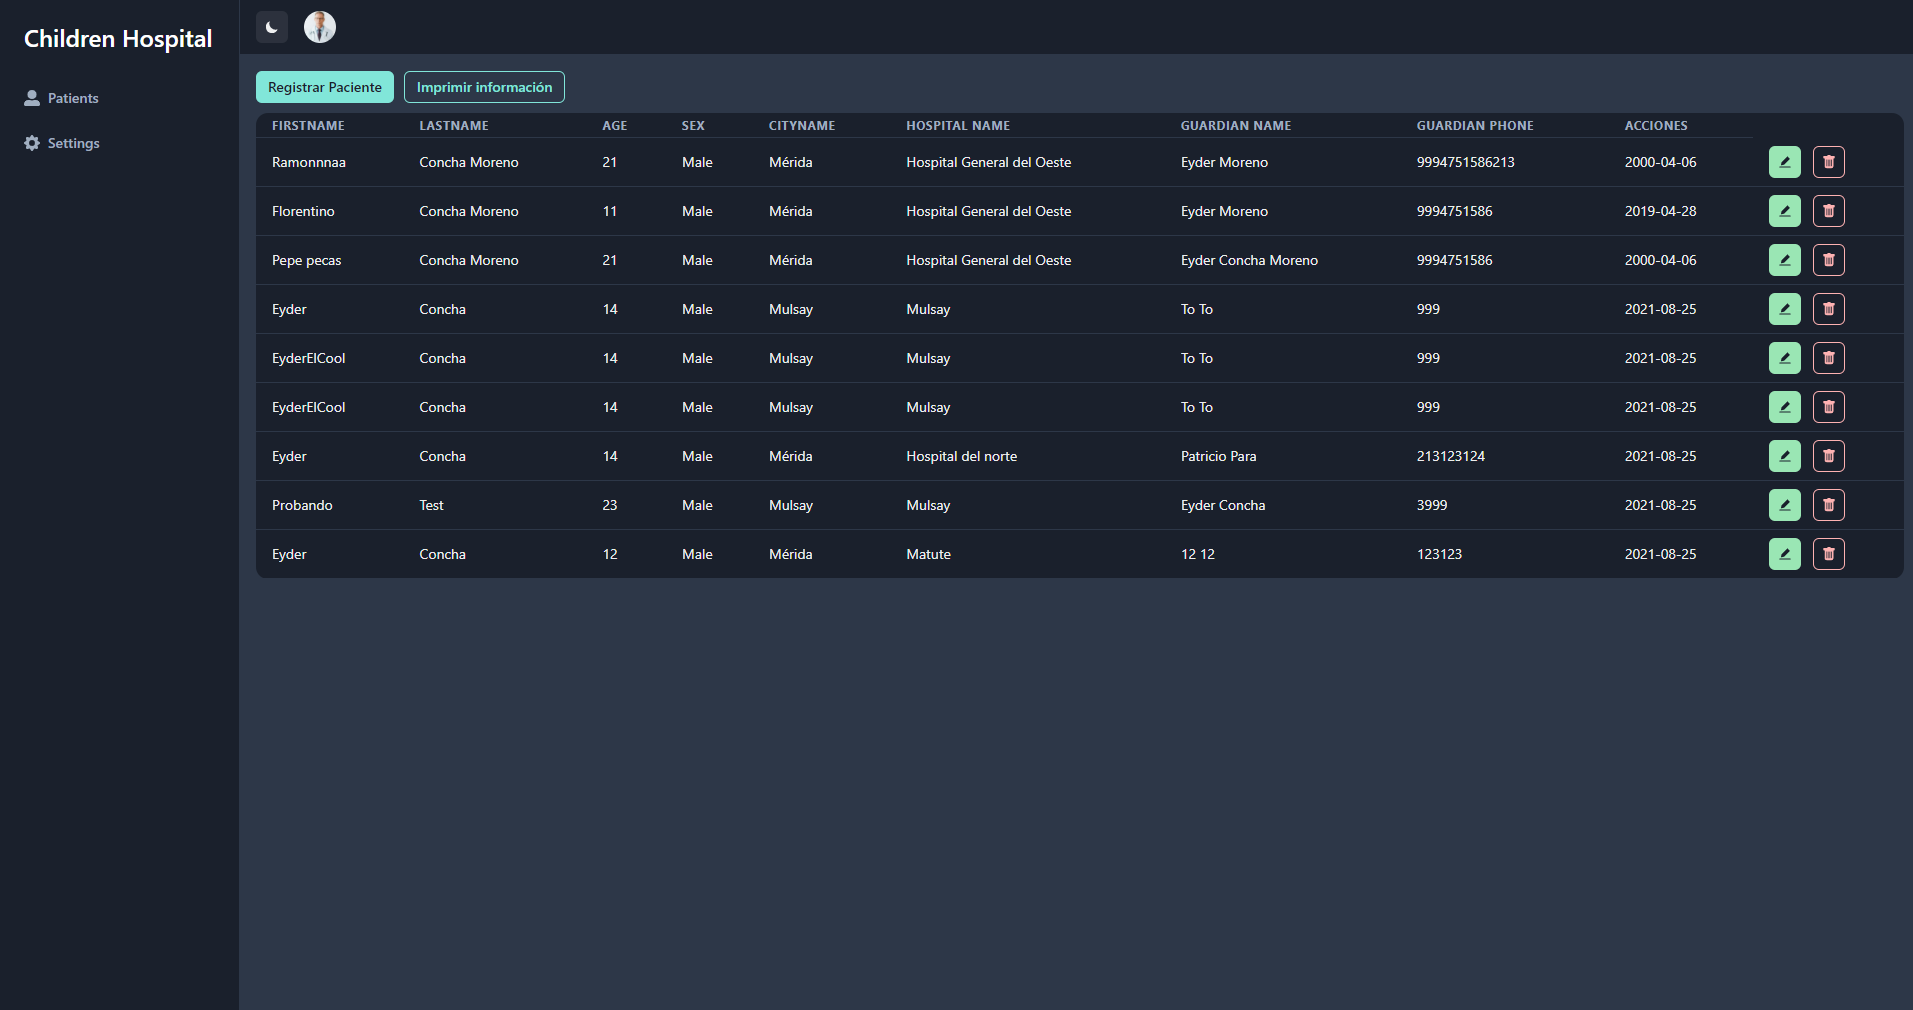 Children Hospital
Patients
Settings
Registrar Paciente Imprimir información
FIRSTNAME LASTNAME AGE SEX CITYNAME HOSPITAL NAME GUARDIAN NAME GUARDIAN PHONE ACCIONES
Ramonnnaa Concha Moreno 21 Male Mérida Hospital General del Oeste Eyder Moreno 9994751586213 2000-04-06
Florentino Concha Moreno 11 Male Mérida Hospital General del Oeste Eyder Moreno 9994751586 2019-04-28
Pepe pecas Concha Moreno 21 Male Mérida Hospital General del Oeste Eyder Concha Moreno 9994751586 2000-04-06
Eyder Concha 14 Male Mulsay Mulsay To To 999 2021-08-25
EyderElCool Concha 14 Male Mulsay Mulsay To To 999 2021-08-25
EyderElCool Concha 14 Male Mulsay Mulsay To To 999 2021-08-25
Eyder Concha 14 Male Mérida Hospital del norte Patricio Para 213123124 2021-08-25
Probando Test 23 Male Mulsay Mulsay Eyder Concha 3999 2021-08-25
Eyder Concha 12 Male Mérida Matute 12 12 123123 2021-08-25